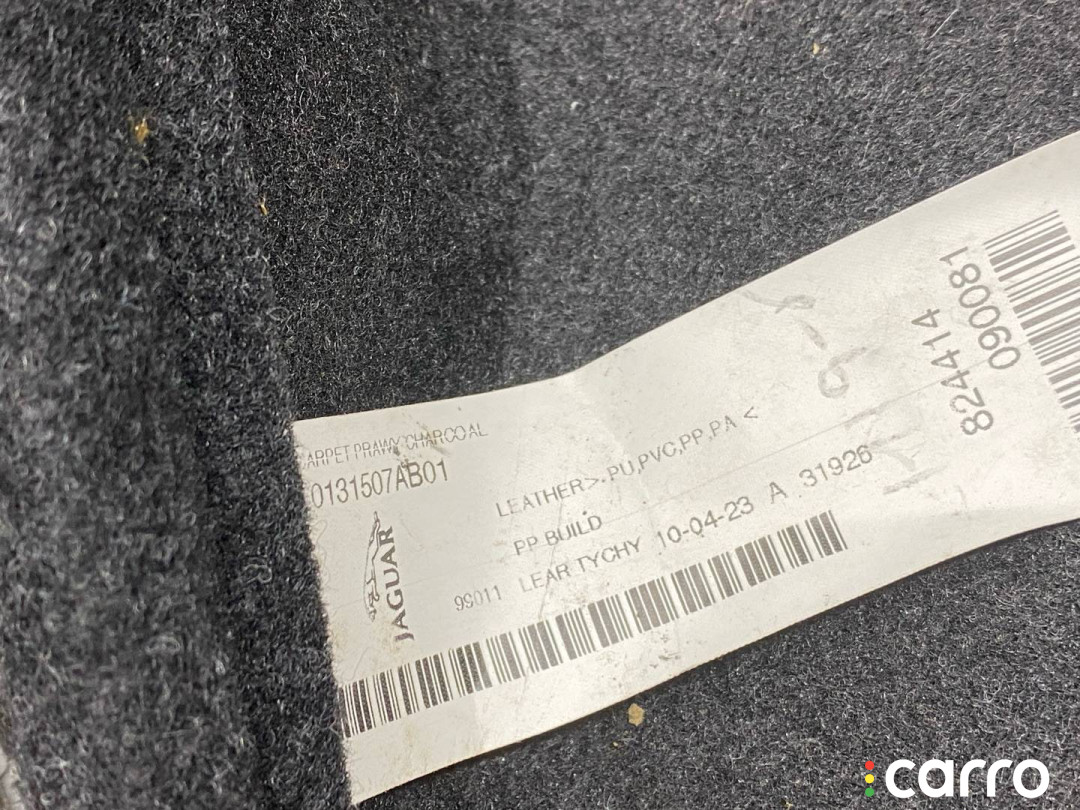 ARPET PRAWY CHARCOAL
0131507AB01
JAGUAR
LEATHER>.PU,PVC,PP,PA <
PP BUILD
99011 LEAR TYCHY 10-04-23 A 31926
8244414
090081
carro